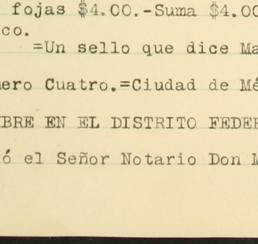 fojas $4.00.-Suma $4.00
co.
=Un sello que dice Ma
ero Cuatro.=Ciudad de Mé
BRE EN EL DISTRITO FEDER
ó el Señor Notario Don M